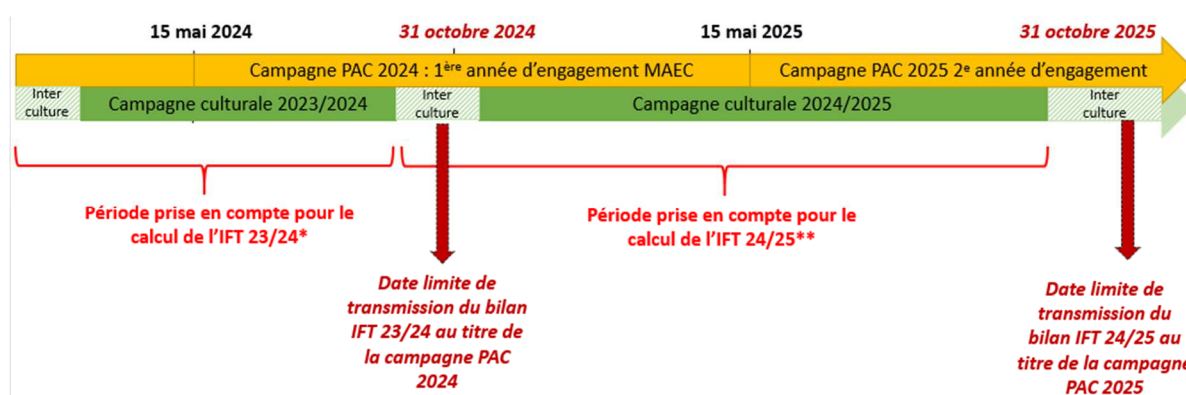 15 mai 2024
31 octobre 2024
15 mai 2025
31 octobre 2025
Campagne PAC 2024 : 1ère année d'engagement MAEC
Campagne PAC 2025 2e année d'engagement
Inter
culture
Campagne culturale 2023/2024
Inter
culture
Campagne culturale 2024/2025
Inter
culture
Période prise en compte pour le
calcul de l'IFT 23/24*
Période prise en compte pour le
calcul de l'IFT 24/25**
Date limite de
transmission du bilan
IFT 23/24 au titre de
la campagne PAC
2024
Date limite de
transmission du
bilan IFT 24/25 au
titre de la campagne
PAC 2025